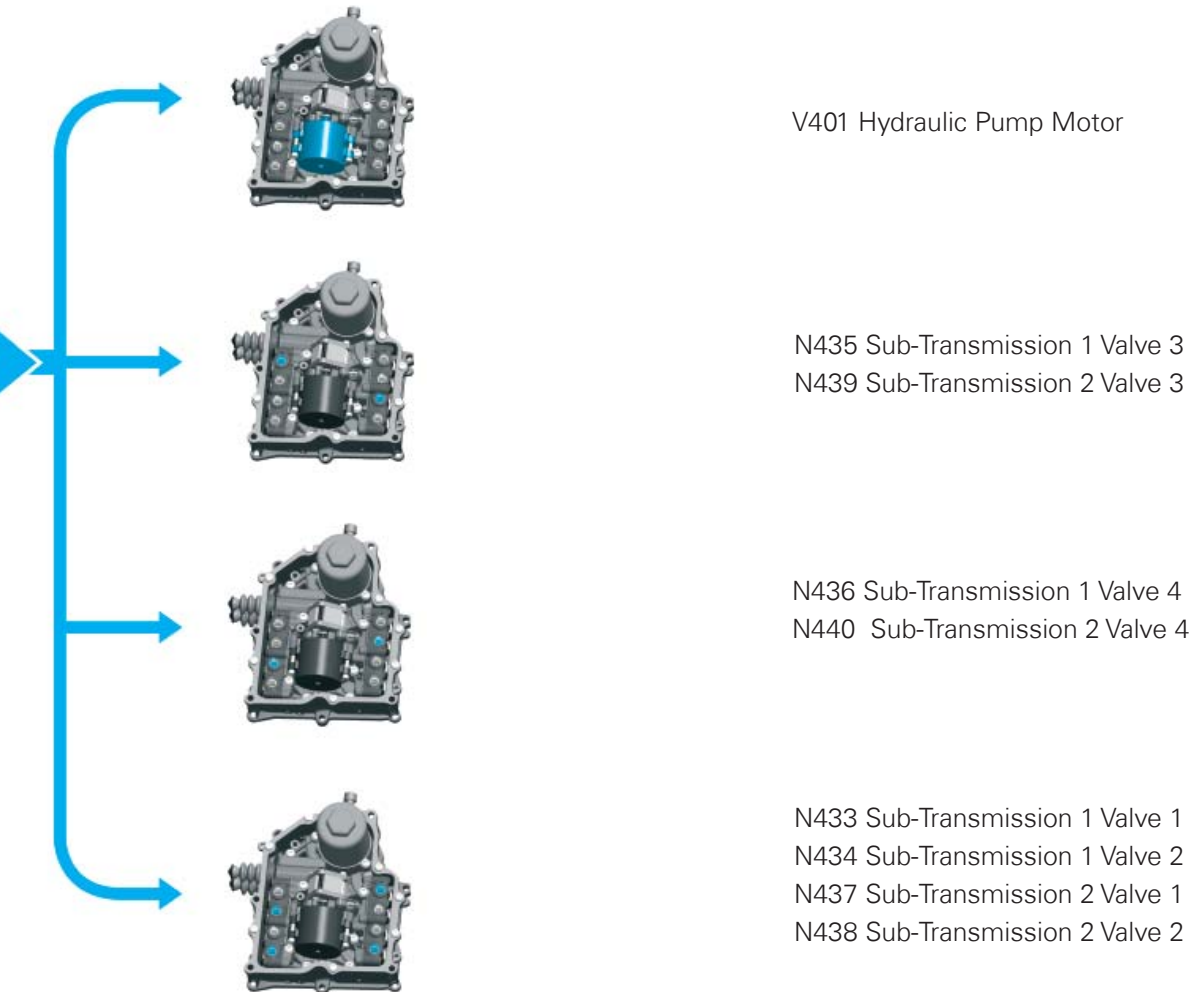 V401 Hydraulic Pump Motor
N435 Sub-Transmission 1 Valve 3
N439 Sub-Transmission 2 Valve 3
N436 Sub-Transmission 1 Valve 4
N440 Sub-Transmission 2 Valve 4
N433 Sub-Transmission 1 Valve 1
N434 Sub-Transmission 1 Valve 2
N437 Sub-Transmission 2 Valve 1
N438 Sub-Transmission 2 Valve 2